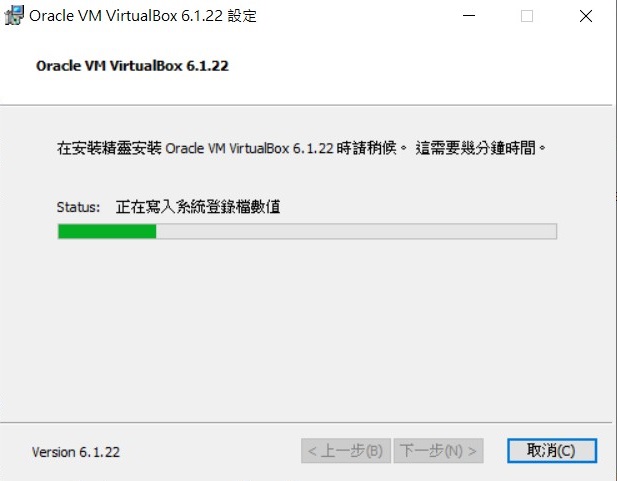 Oracle VM VirtualBox 6.1.22 設定
Oracle VM VirtualBox 6.1.22
在安裝精靈安裝 Oracle VM VirtualBox 6.1.22 時請稍候。 這需要幾分鐘時間。
Status: 正在寫入系統登錄檔數值
Version 6.1.22 < 上一步(B) 下一步(N) > 取消(C)